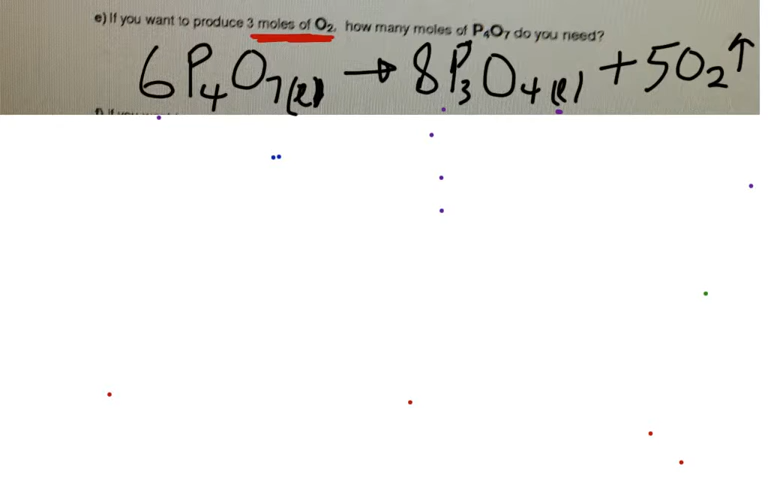 e) If you want to produce 3 moles of O₂, how many moles of P₄O₇ do you need?
6P₄O₇(ℓ) → 8P₃O₄(ℓ) + 5O₂↑